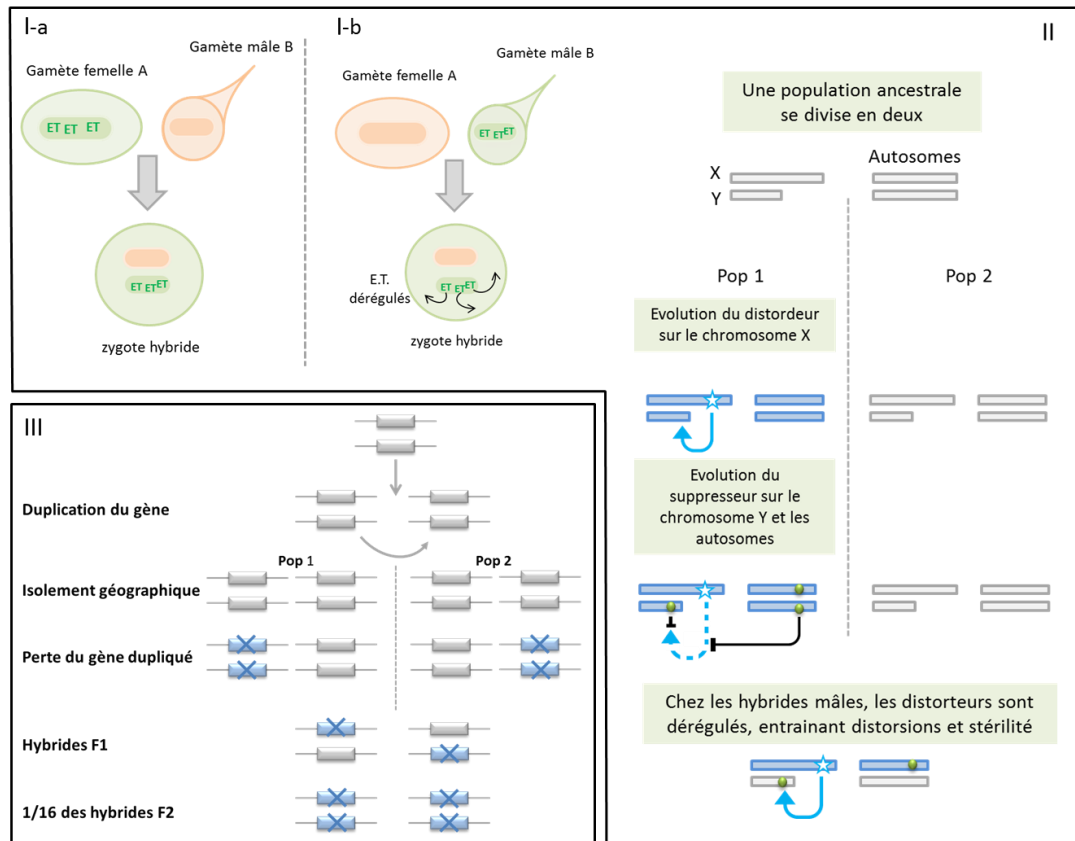 I-a
Gamète femelle A
Gamète mâle B
ET ET ET
ET ET ET
zygote hybride
I-b
Gamète femelle A
Gamète mâle B
ET ET ET
E.T.
dérégulés
ET ET ET
zygote hybride
II
Une population ancestrale
se divise en deux
X
Y
Autosomes
Pop 1
Pop 2
Evolution du distordeur
sur le chromosome X
Evolution du
suppresseur sur le
chromosome Y et les
autosomes
Chez les hybrides mâles, les distorteurs sont
dérégulés, entrainant distorsions et stérilité
III
Duplication du gène
Pop 1
Pop 2
Isolement géographique
Perte du gène dupliqué
Hybrides F1
1/16 des hybrides F2